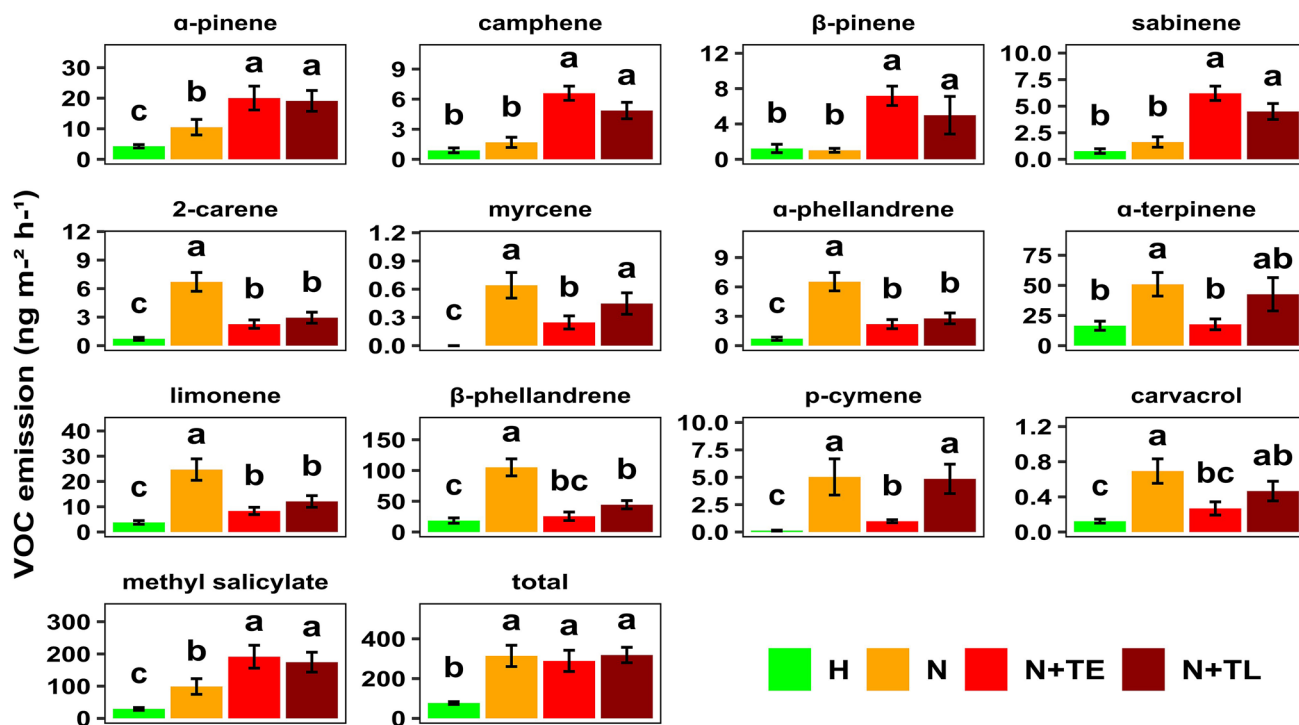 VOC emission (ng m-² h-¹)
α-pinene
30
20
10
0
c
b
a
a
camphene
9
6
3
0
b
b
a
a
β-pinene
12
8
4
0
b
b
a
a
sabinene
10.0
7.5
5.0
2.5
0.0
b
b
a
a
2-carene
12
9
6
3
0
c
a
b
b
myrcene
1.2
0.9
0.6
0.3
0.0
c
a
b
a
α-phellandrene
9
6
3
0
c
a
b
b
α-terpinene
75
50
25
0
b
a
b
ab
limonene
40
30
20
10
0
c
a
b
b
β-phellandrene
150
100
50
0
c
a
bc
b
p-cymene
10.0
7.5
5.0
2.5
0.0
c
a
b
a
carvacrol
1.2
0.8
0.4
0.0
c
a
bc
ab
methyl salicylate
300
200
100
0
c
b
a
a
total
400
200
0
b
a
a
a
H N N+TE N+TL